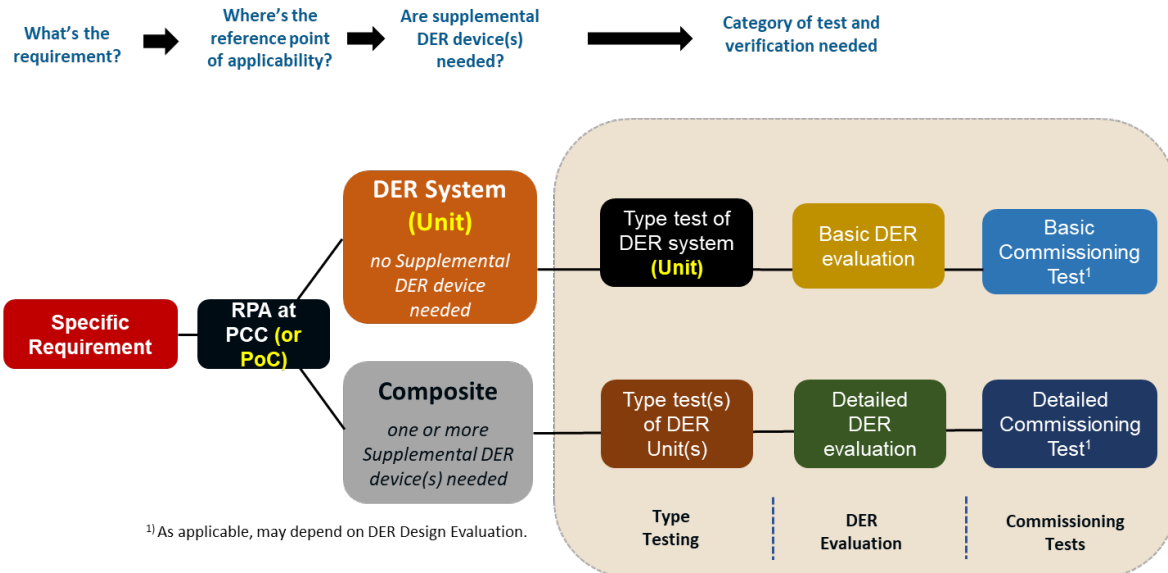 What's the
requirement?
Where's the
reference point
of applicability?
Are supplemental
DER device(s)
needed?
Category of test and
verification needed
Specific
Requirement
RPA at
PCC (or
PoC)
DER System
(Unit)
no Supplemental
DER device
needed
Composite
one or more
Supplemental DER
device(s) needed
Type test of
DER system
(Unit)
Basic DER
evaluation
Basic
Commissioning
Test¹
Type test(s)
of DER
Unit(s)
Detailed
DER
evaluation
Detailed
Commissioning
Test¹
Type
Testing
DER
Evaluation
Commissioning
Tests
¹⁾ As applicable, may depend on DER Design Evaluation.